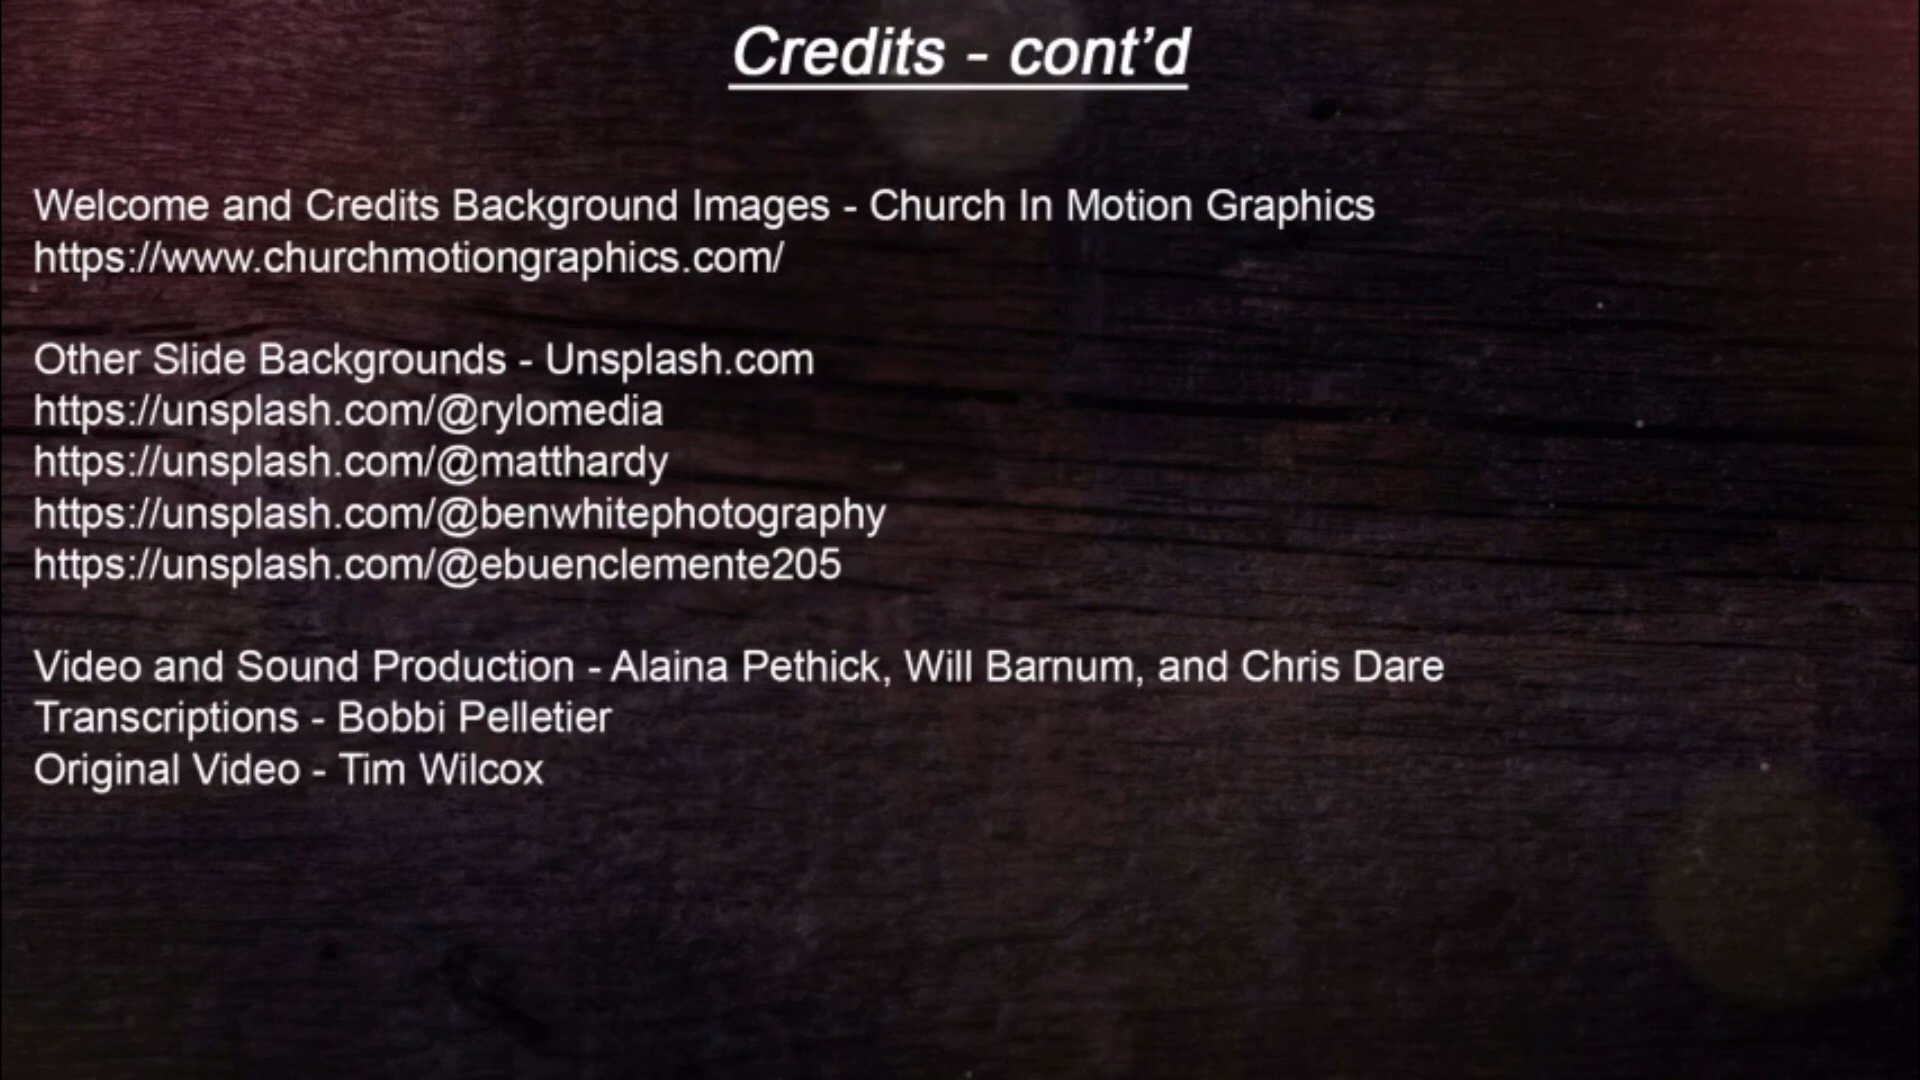 Credits - cont’d
Welcome and Credits Background Images - Church In Motion Graphics
https://www.churchmotiongraphics.com/
Other Slide Backgrounds - Unsplash.com
https://unsplash.com/@rylomedia
https://unsplash.com/@matthardy
https://unsplash.com/@benwhitephotography
https://unsplash.com/@ebuenclemente205
Video and Sound Production - Alaina Pethick, Will Barnum, and Chris Dare
Transcriptions - Bobbi Pelletier
Original Video - Tim Wilcox